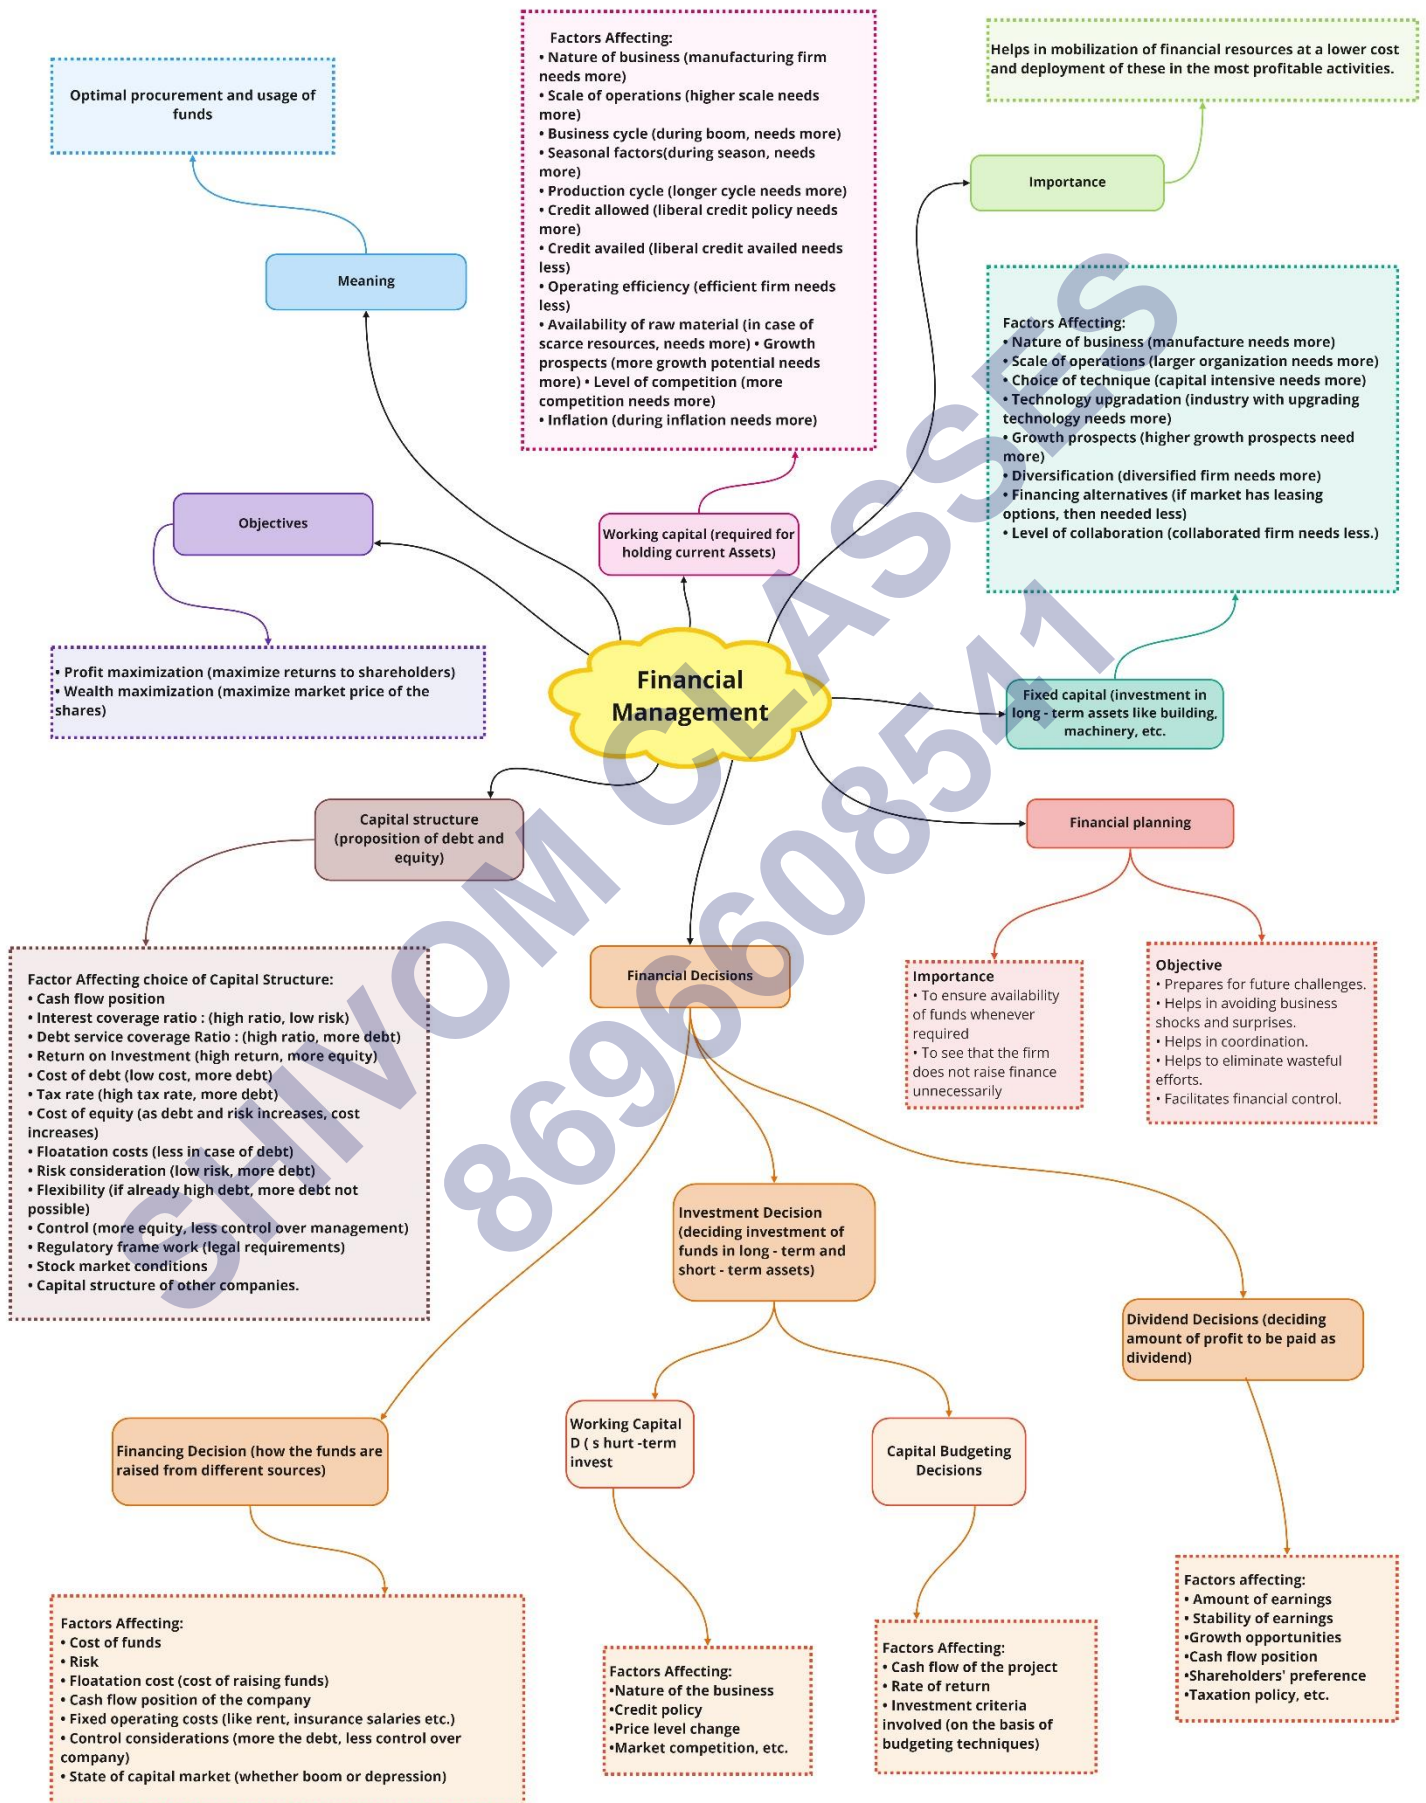 Factors Affecting:
• Nature of business (manufacturing firm
needs more)
• Scale of operations (higher scale needs
more)
• Business cycle (during boom, needs more)
• Seasonal factors(during season, needs
more)
• Production cycle (longer cycle needs more)
• Credit allowed (liberal credit policy needs
more)
• Credit availed (liberal credit availed needs
less)
• Operating efficiency (efficient firm needs
less)
• Availability of raw material (in case of
scarce resources, needs more) • Growth
prospects (more growth potential needs
more) • Level of competition (more
competition needs more)
• Inflation (during inflation needs more)
Helps in mobilization of financial resources at a lower cost
and deployment of these in the most profitable activities.
Optimal procurement and usage of
funds
Importance
Meaning
Factors Affecting:
• Nature of business (manufacture needs more)
• Scale of operations (larger organization needs more)
• Choice of technique (capital intensive needs more)
• Technology upgradation (industry with upgrading
technology needs more)
• Growth prospects (higher growth prospects need
more)
• Diversification (diversified firm needs more)
• Financing alternatives (if market has leasing
options, then needed less)
• Level of collaboration (collaborated firm needs less.)
Objectives
Working capital (required for
holding current Assets)
• Profit maximization (maximize returns to shareholders)
• Wealth maximization (maximize market price of the
shares)
Financial
Management
Fixed capital (investment in
long - term assets like building,
machinery, etc.
Capital structure
(proposition of debt and
equity)
Financial planning
Factor Affecting choice of Capital Structure:
• Cash flow position
• Interest coverage ratio : (high ratio, low risk)
• Debt service coverage Ratio : (high ratio, more debt)
• Return on Investment (high return, more equity)
• Cost of debt (low cost, more debt)
• Tax rate (high tax rate, more debt)
• Cost of equity (as debt and risk increases, cost
increases)
• Floatation costs (less in case of debt)
• Risk consideration (low risk, more debt)
• Flexibility (if already high debt, more debt not
possible)
• Control (more equity, less control over management)
• Regulatory frame work (legal requirements)
• Stock market conditions
• Capital structure of other companies.
Financial Decisions
Importance
• To ensure availability
of funds whenever
required
• To see that the firm
does not raise finance
unnecessarily
Objective
• Prepares for future challenges.
• Helps in avoiding business
shocks and surprises.
• Helps in coordination.
• Helps to eliminate wasteful
efforts.
• Facilitates financial control.
Investment Decision
(deciding investment of
funds in long - term and
short - term assets)
Dividend Decisions (deciding
amount of profit to be paid as
dividend)
Financing Decision (how the funds are
raised from different sources)
Working Capital
D ( s hurt -term
invest
Capital Budgeting
Decisions
Factors Affecting:
• Cost of funds
• Risk
• Floatation cost (cost of raising funds)
• Cash flow position of the company
• Fixed operating costs (like rent, insurance salaries etc.)
• Control considerations (more the debt, less control over
company)
• State of capital market (whether boom or depression)
Factors Affecting:
•Nature of the business
•Credit policy
•Price level change
•Market competition, etc.
Factors Affecting:
• Cash flow of the project
• Rate of return
• Investment criteria
involved (on the basis of
budgeting techniques)
Factors affecting:
• Amount of earnings
• Stability of earnings
•Growth opportunities
•Cash flow position
•Shareholders' preference
•Taxation policy, etc.
SHIVOM CLASSES
8696608541